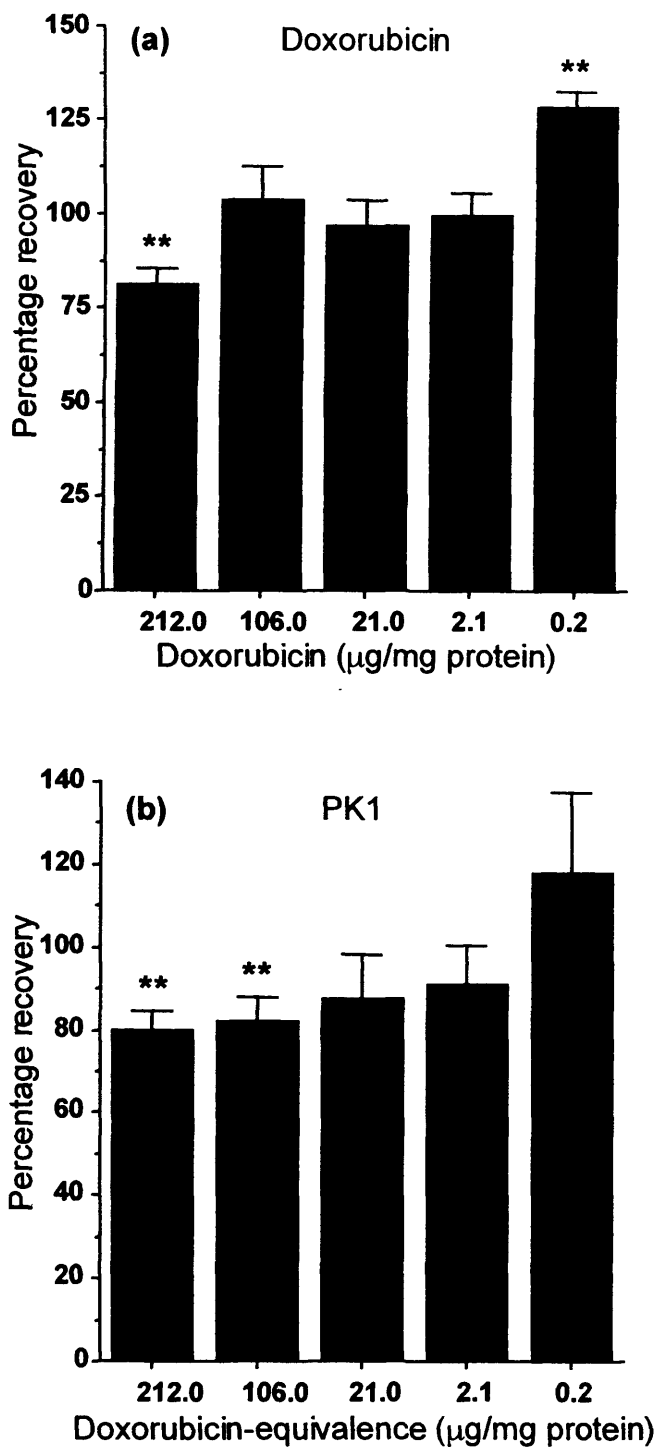 (a) Doxorubicin
Percentage recovery
150
125
100
75
50
25
0
**
**
212.0 106.0 21.0 2.1 0.2
Doxorubicin (μg/mg protein)
(b) PK1
Percentage recovery
140
120
100
80
60
40
20
0
** **
212.0 106.0 21.0 2.1 0.2
Doxorubicin-equivalence (μg/mg protein)